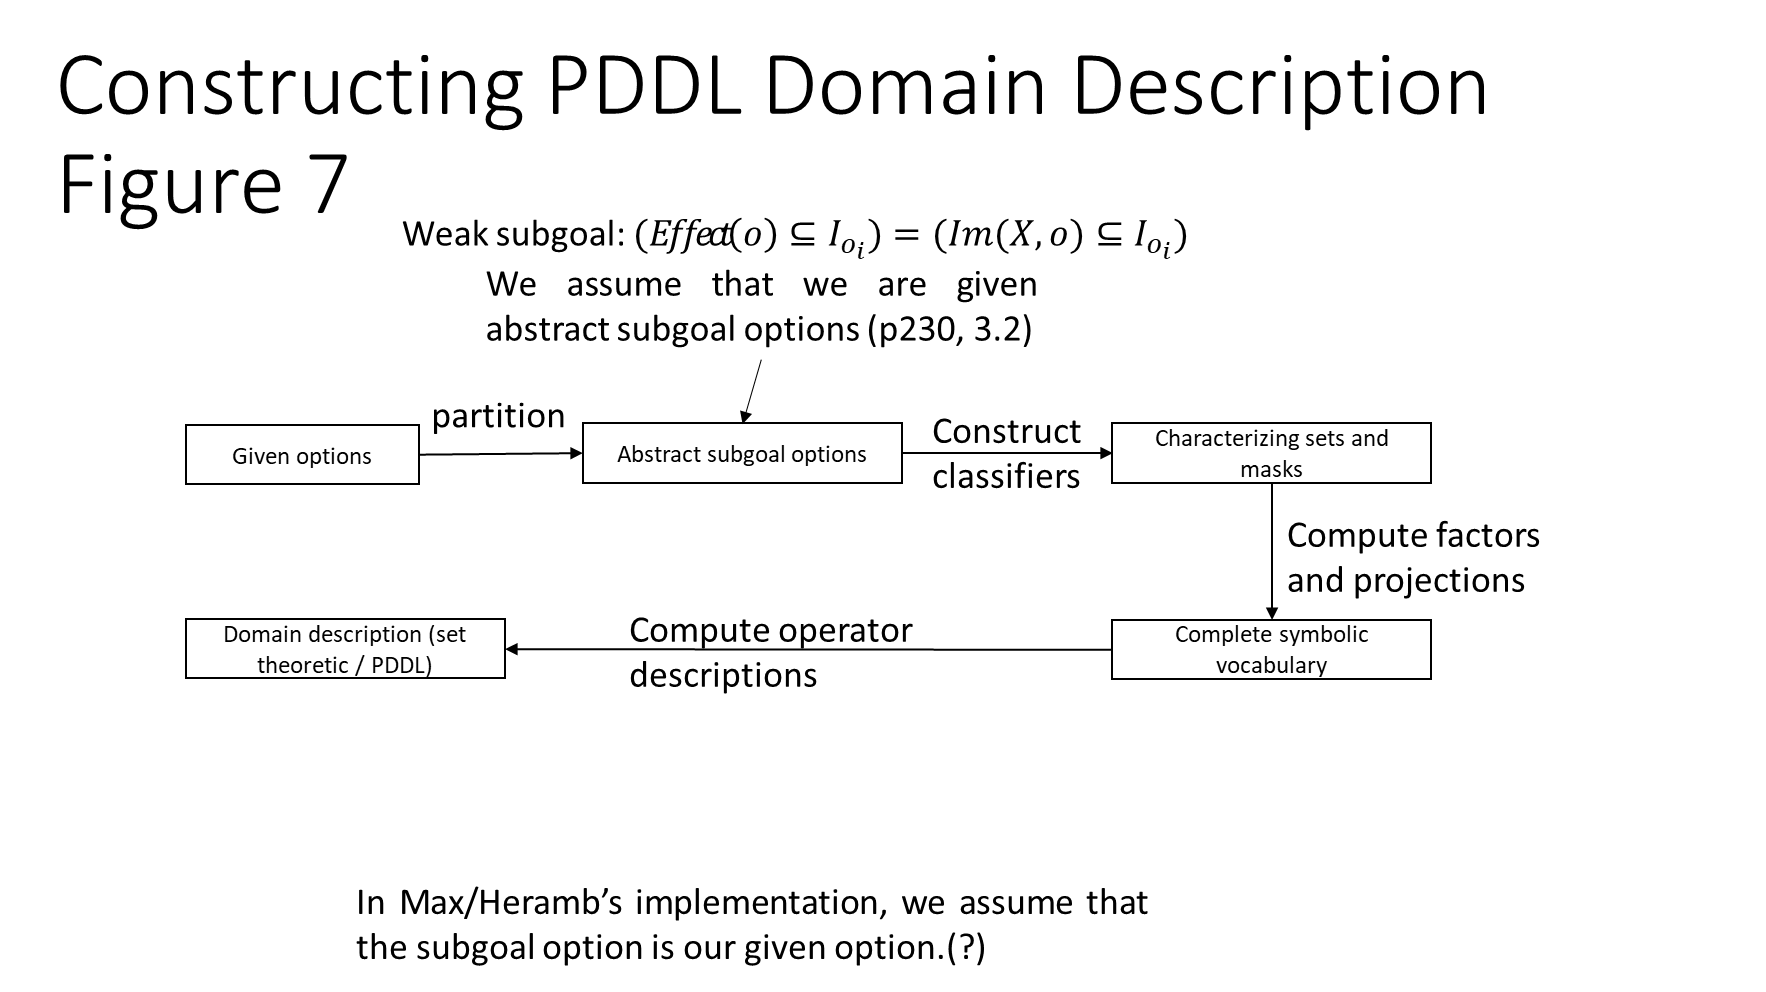 Constructing PDDL Domain Description
Figure 7
Weak subgoal: (Effect(o) ⊆ I_{o_i}) = (Im(X, o) ⊆ I_{o_i})
We assume that we are given
abstract subgoal options (p230, 3.2)
partition
Given options
Abstract subgoal options
Construct
classifiers
Characterizing sets and
masks
Compute factors
and projections
Complete symbolic
vocabulary
Compute operator
descriptions
Domain description (set
theoretic / PDDL)
In Max/Heramb’s implementation, we assume that
the subgoal option is our given option.(?)